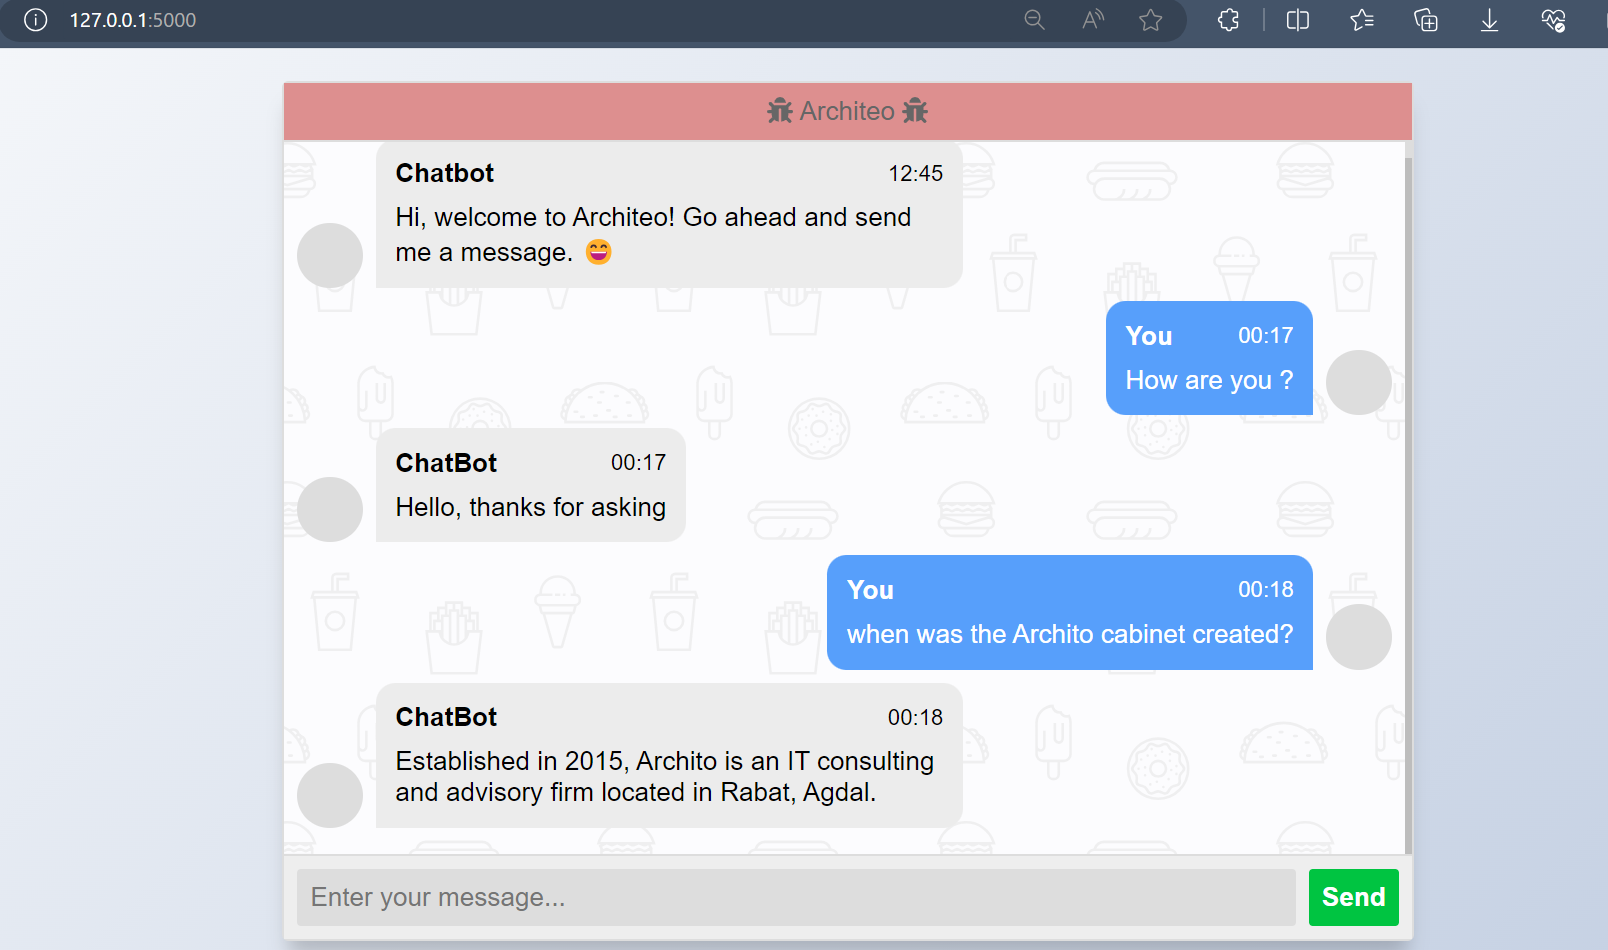 127.0.0.1:5000
Architeo
Chatbot 12:45
Hi, welcome to Architeo! Go ahead and send
me a message. 😄
You 00:17
How are you ?
ChatBot 00:17
Hello, thanks for asking
You 00:18
when was the Archito cabinet created?
ChatBot 00:18
Established in 2015, Archito is an IT consulting
and advisory firm located in Rabat, Agdal.
Enter your message...
Send